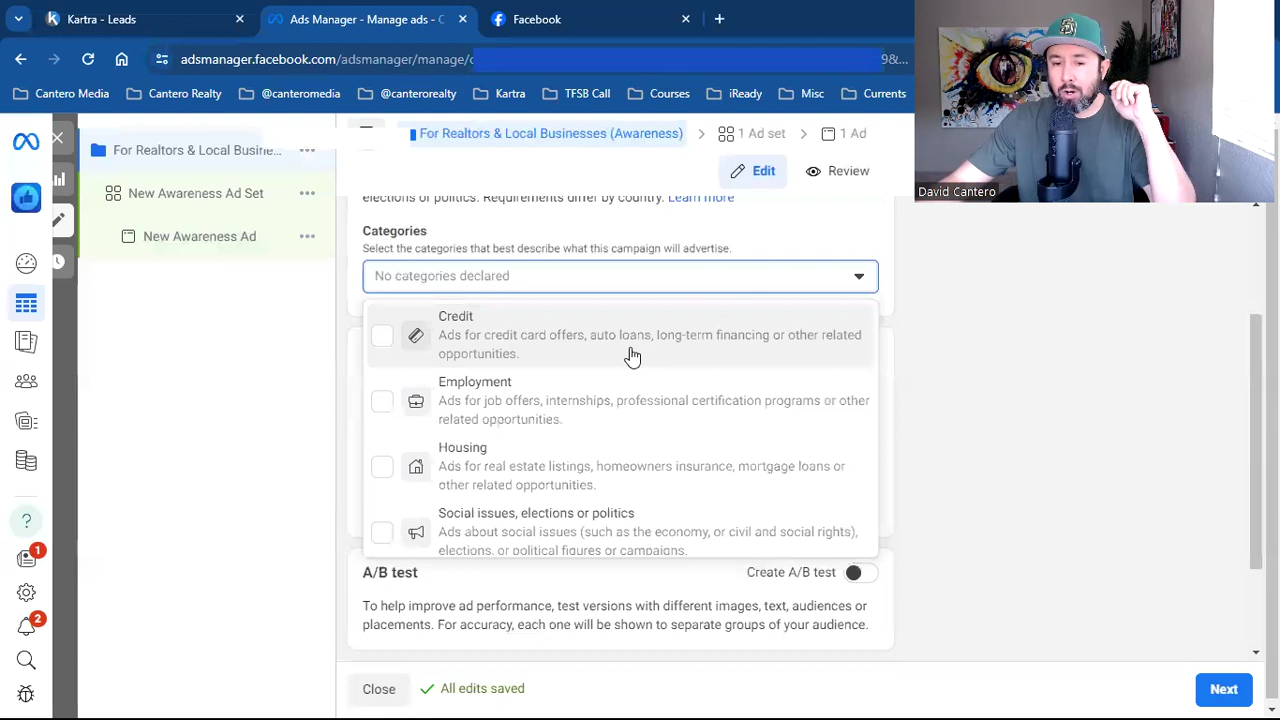 Kartra - Leads
Ads Manager - Manage ads - C
Facebook
adsmanager.facebook.com/adsmanager/manage/c
9&...
Cantero Media
Cantero Realty
@canteromedia
@canterorealty
Kartra
TFSB Call
Courses
iReady
Misc
Currents
For Realtors & Local Busine...
New Awareness Ad Set
New Awareness Ad
For Realtors & Local Businesses (Awareness)
1 Ad set
1 Ad
Edit
Review
David Cantero
elections or politics. Requirements differ by country. Learn more
Categories
Select the categories that best describe what this campaign will advertise.
No categories declared
Credit
Ads for credit card offers, auto loans, long-term financing or other related
opportunities.
Employment
Ads for job offers, internships, professional certification programs or other
related opportunities.
Housing
Ads for real estate listings, homeowners insurance, mortgage loans or
other related opportunities.
Social issues, elections or politics
Ads about social issues (such as the economy, or civil and social rights),
elections, or political figures or campaigns.
A/B test
Create A/B test
To help improve ad performance, test versions with different images, text, audiences or
placements. For accuracy, each one will be shown to separate groups of your audience.
1
2
Close
All edits saved
Next